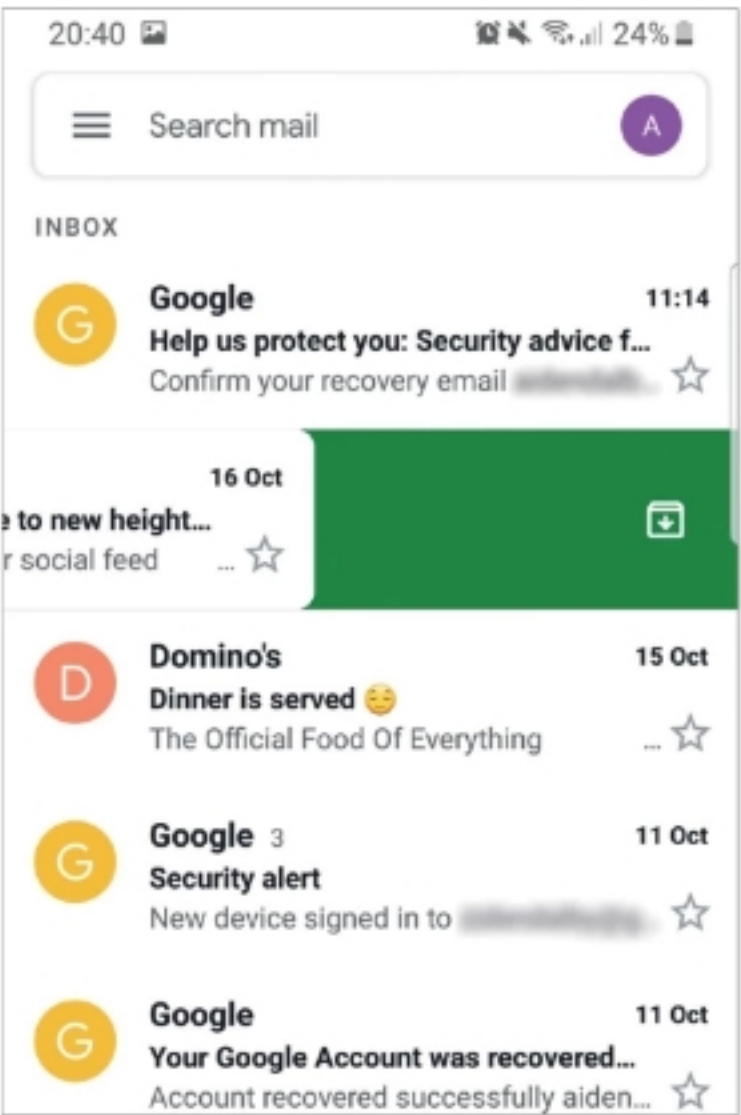 20:40 24%
Search mail A
INBOX
G Google 11:14
Help us protect you: Security advice f...
Confirm your recovery email
16 Oct
e to new height...
r social feed ...
D Domino's 15 Oct
Dinner is served 😌
The Official Food Of Everything ...
G Google 3 11 Oct
Security alert
New device signed in to
G Google 11 Oct
Your Google Account was recovered...
Account recovered successfully aiden...